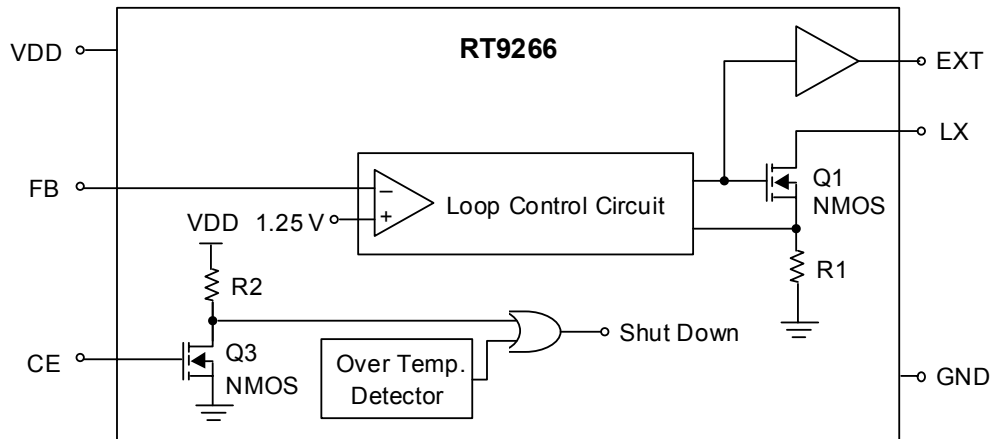 RT9266
VDD
EXT
LX
FB
− 
+
Loop Control Circuit
Q1
NMOS
VDD 1.25 V
R2
R1
Shut Down
CE
Q3
NMOS
Over Temp.
Detector
GND